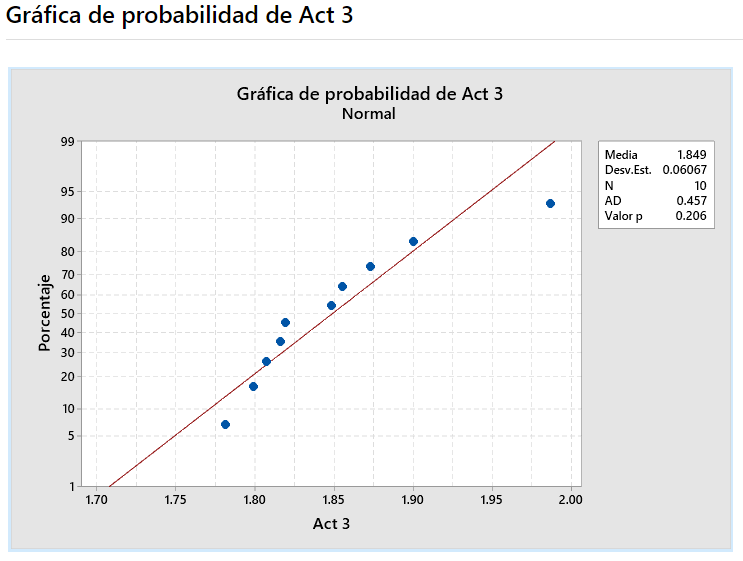 Gráfica de probabilidad de Act 3
Gráfica de probabilidad de Act 3
Normal
99
95
90
80
70
60
50
40
30
20
10
5
1
Porcentaje
1.70 1.75 1.80 1.85 1.90 1.95 2.00
Act 3
Media 1.849
Desv.Est. 0.06067
N 10
AD 0.457
Valor p 0.206